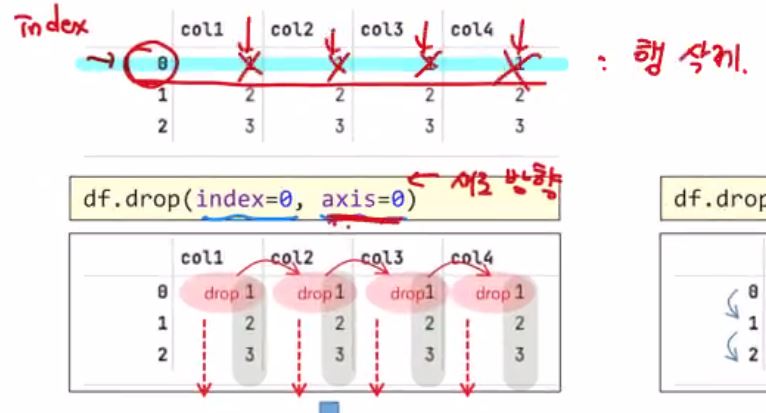 index
col1 col2 col3 col4
0 1 1 1 1 : 행 삭제.
1 2 2 2 2
2 3 3 3 3
← 세로 방향
df.drop(index=0, axis=0)
df.drop
col1 col2 col3 col4
0 drop 1 drop 1 drop 1 drop 1
1 2 2 2 2
2 3 3 3 3
0
1
2